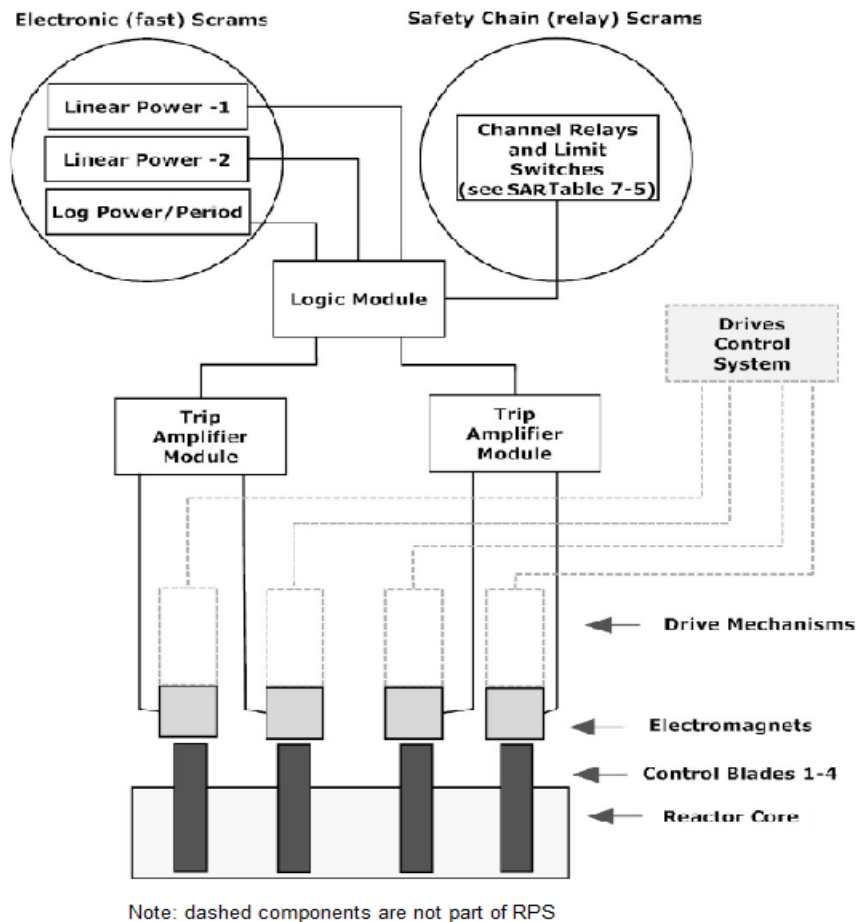 Electronic (fast) Scrams
Safety Chain (relay) Scrams
Linear Power -1
Linear Power -2
Log Power/Period
Channel Relays
and Limit
Switches
(see SARTable 7-5)
Logic Module
Drives
Control
System
Trip
Amplifier
Module
Trip
Amplifier
Module
Drive Mechanisms
Electromagnets
Control Blades 1-4
Reactor Core
Note: dashed components are not part of RPS